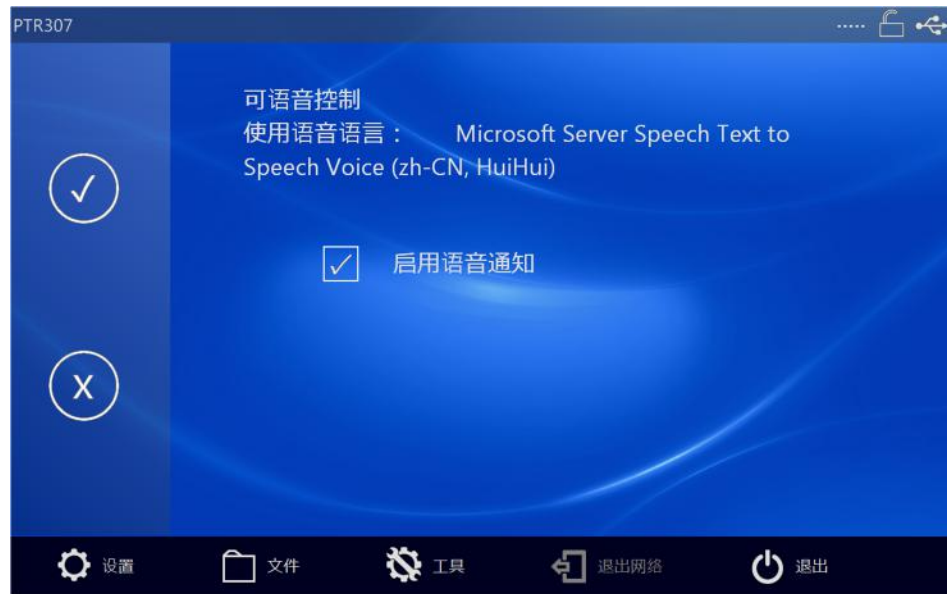 PTR307
.....
可语音控制
使用语音语言： Microsoft Server Speech Text to
Speech Voice (zh-CN, HuiHui)
✓
启用语音通知
X
设置 文件 工具 退出网络 退出